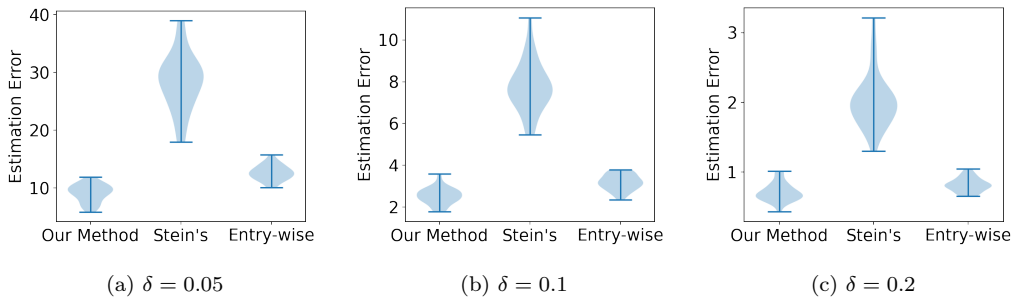 Estimation Error
40
30
20
10
Our Method Stein's Entry-wise
(a) δ = 0.05
Estimation Error
10
8
6
4
2
Our Method Stein's Entry-wise
(b) δ = 0.1
Estimation Error
3
2
1
Our Method Stein's Entry-wise
(c) δ = 0.2